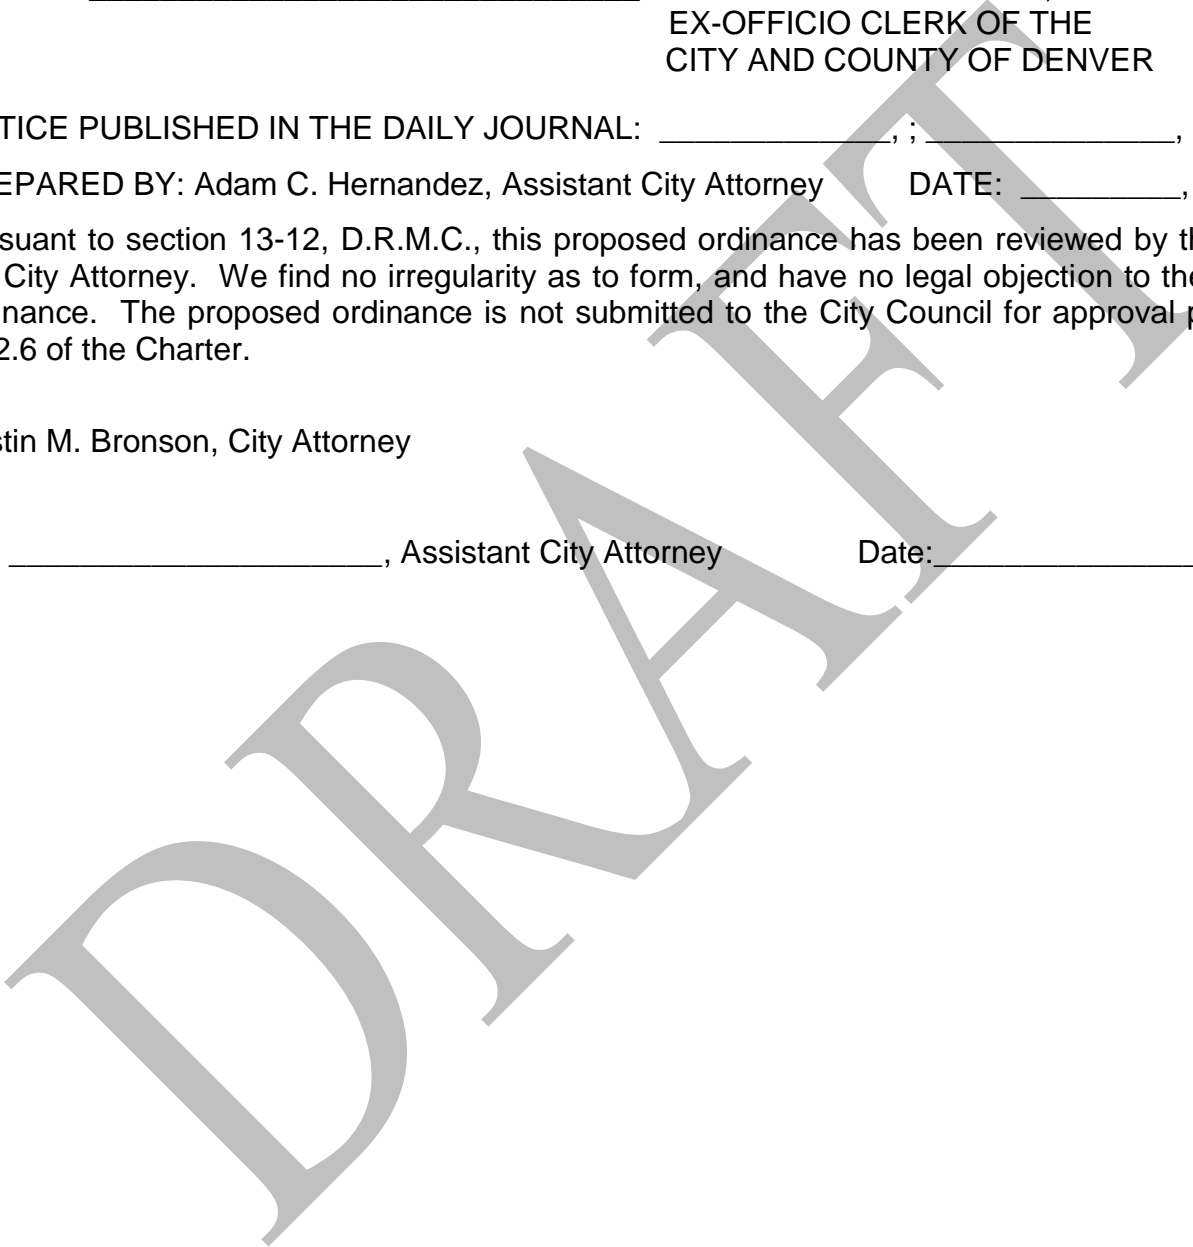 EX-OFFICIO CLERK OF THE
CITY AND COUNTY OF DENVER
TICE PUBLISHED IN THE DAILY JOURNAL: _______________, ; ______________,
EPARED BY: Adam C. Hernandez, Assistant City Attorney DATE: _________,
suant to section 13-12, D.R.M.C., this proposed ordinance has been reviewed by th
City Attorney. We find no irregularity as to form, and have no legal objection to the
nance. The proposed ordinance is not submitted to the City Council for approval p
2.6 of the Charter.
stin M. Bronson, City Attorney
_____________________, Assistant City Attorney Date:_______________
DRAFT